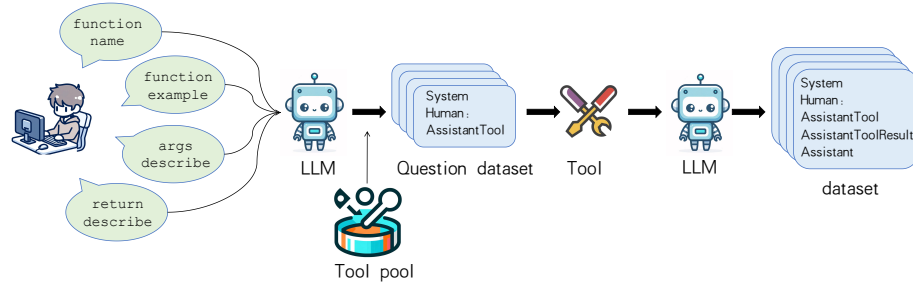 function
name
function
example
args
describe
return
describe
LLM
Tool pool
System
Human：
AssistantTool
Question dataset
Tool
LLM
System
Human：
AssistantTool
AssistantToolResult
Assistant
dataset